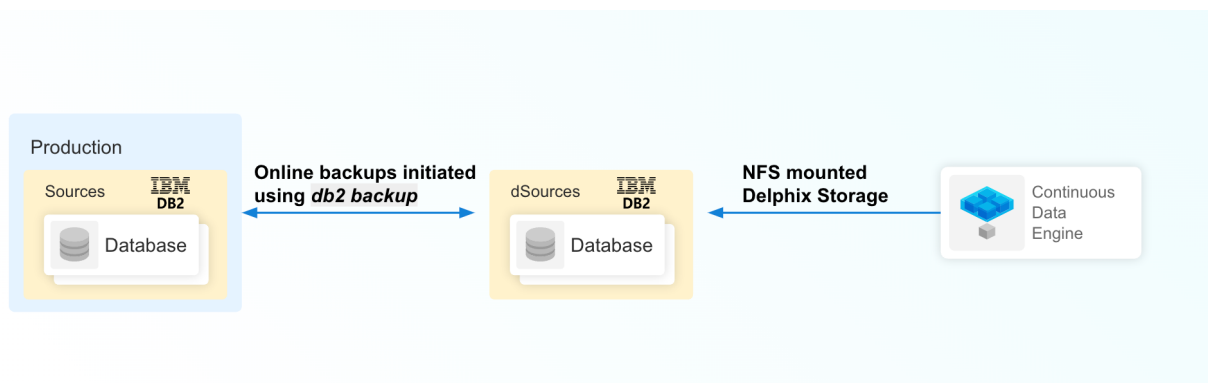 Production
Sources
IBM
DB2
Database
Online backups initiated
using db2 backup
dSources
IBM
DB2
Database
NFS mounted
Delphix Storage
Continuous
Data
Engine